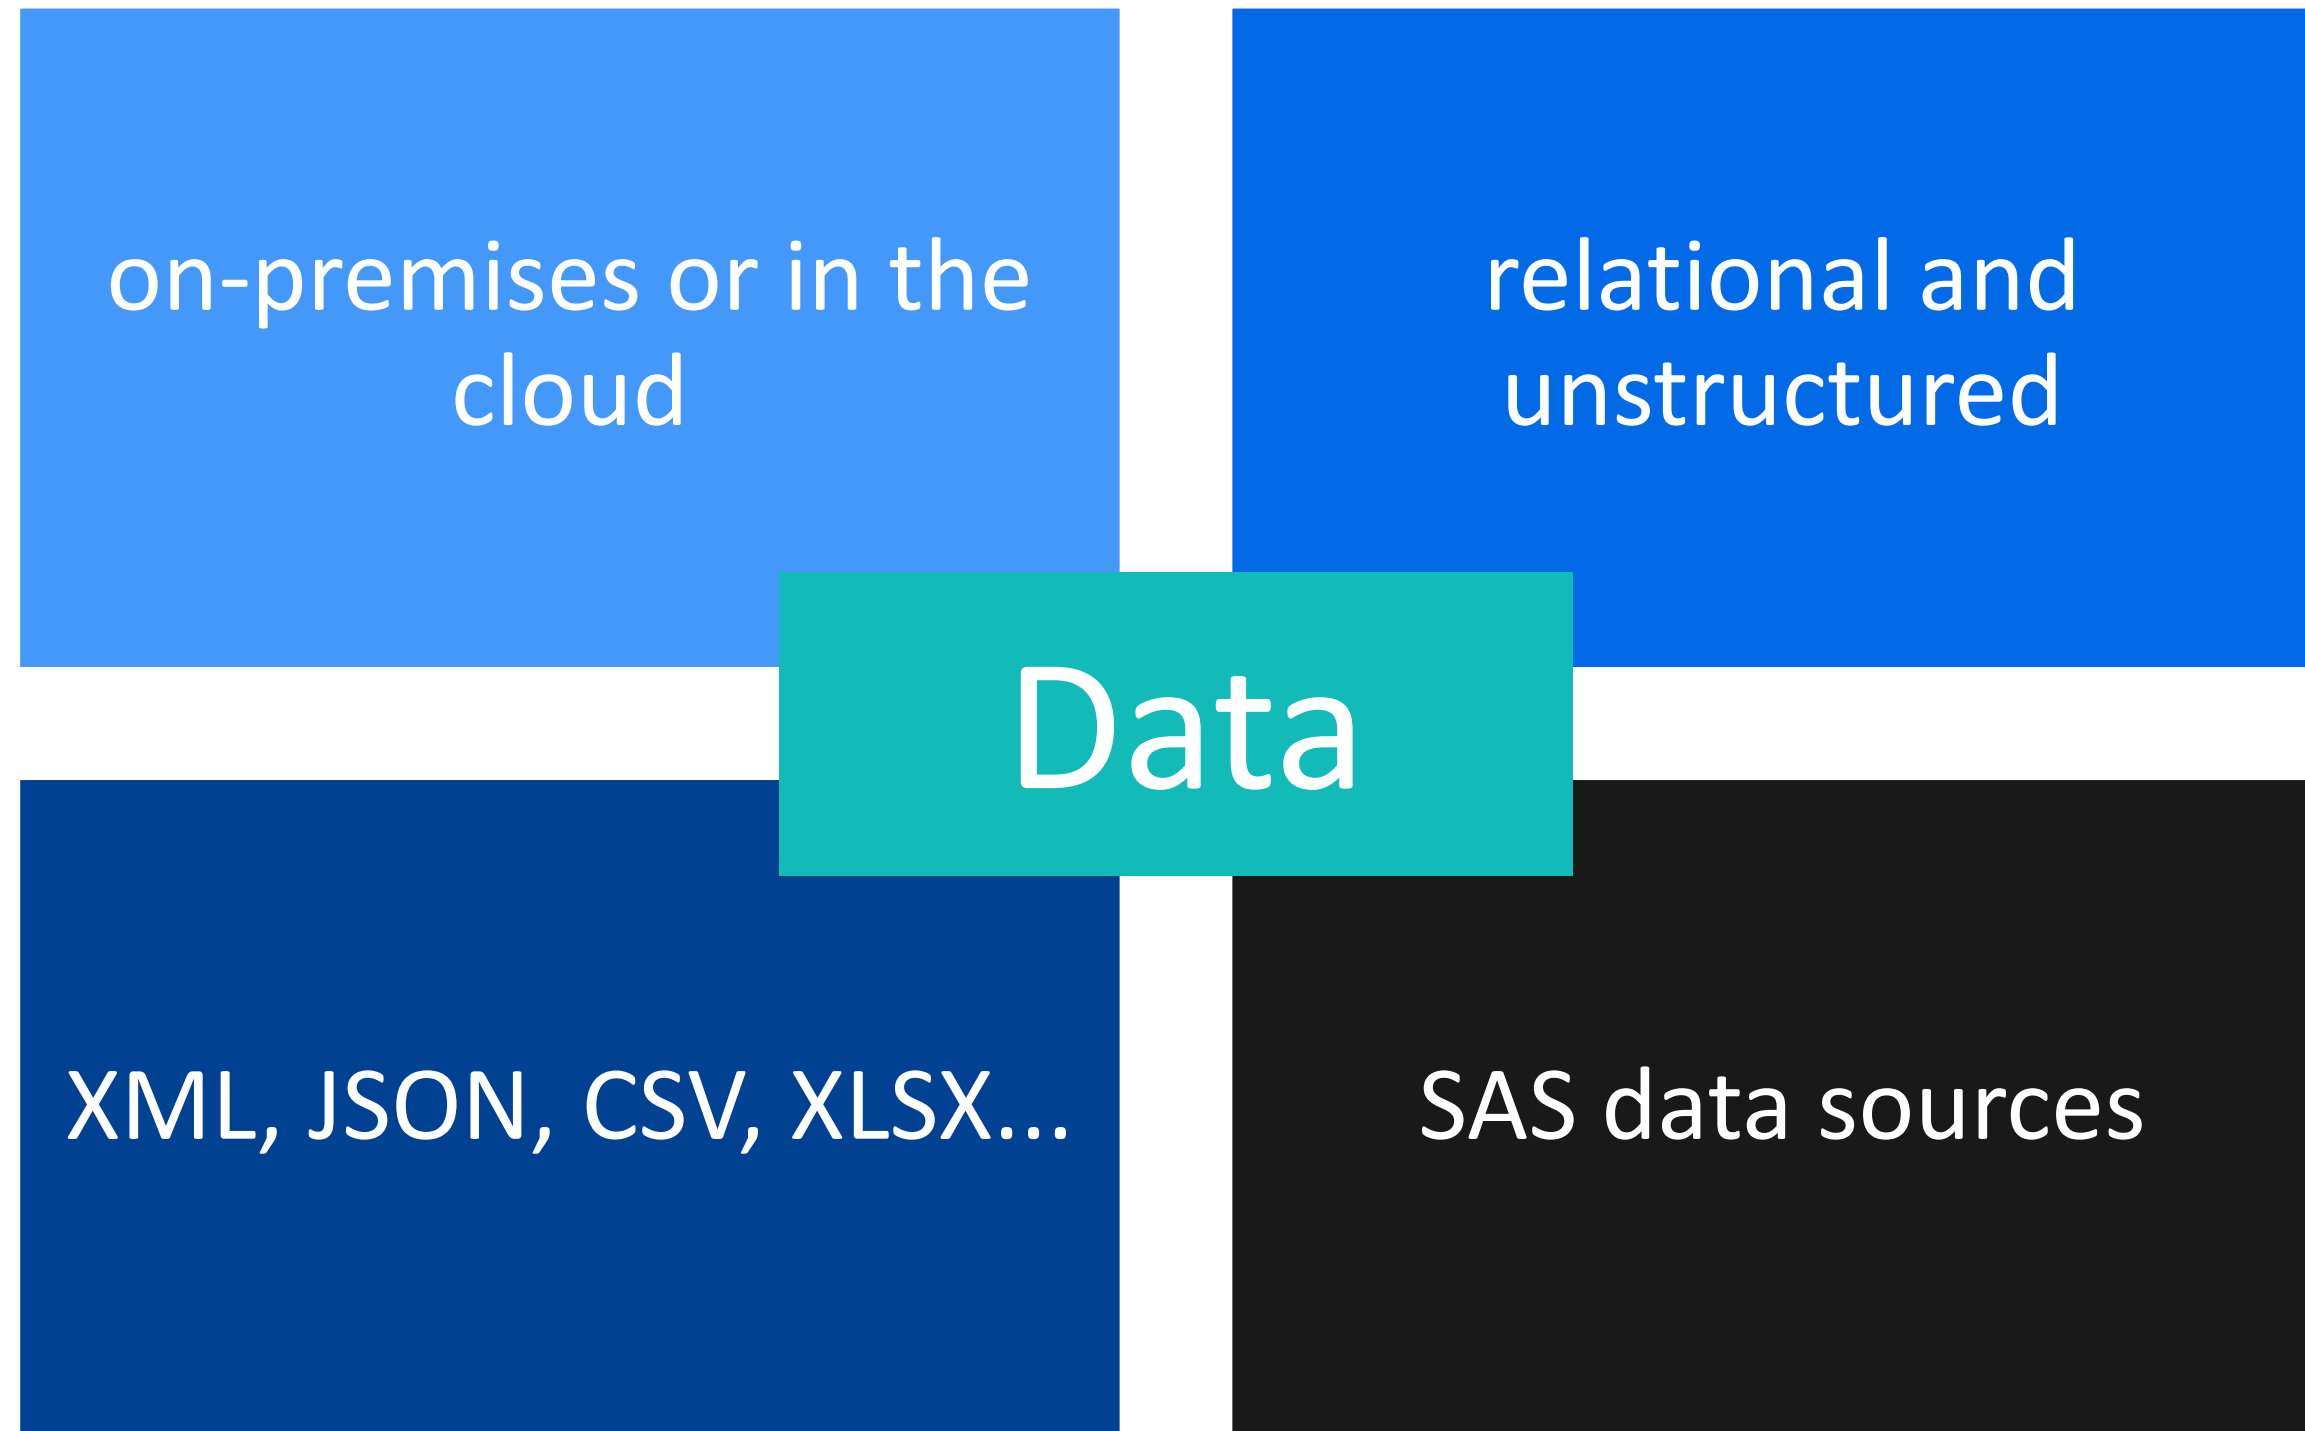 on-premises or in the
cloud
relational and
unstructured
Data
XML, JSON, CSV, XLSX...
SAS data sources